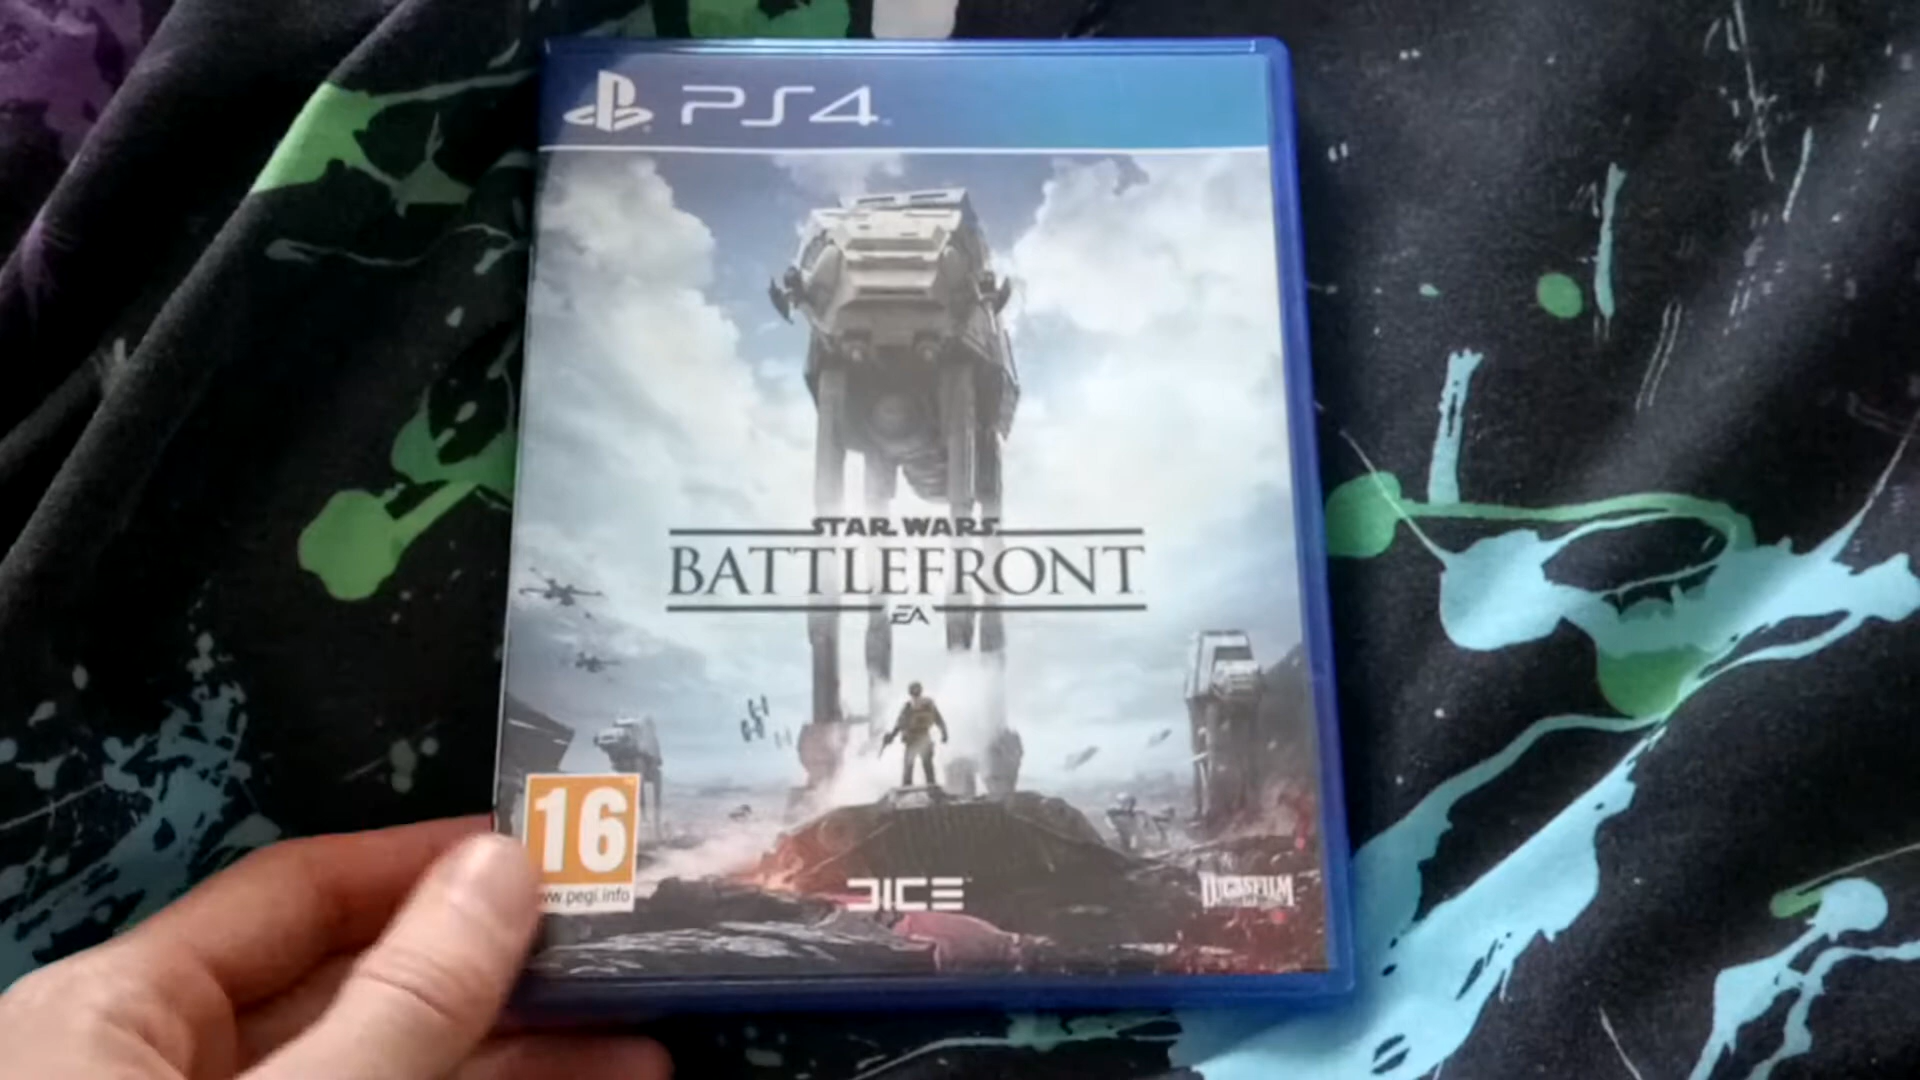 PS4
STAR WARS
BATTLEFRONT
EA
16
www.pegi.info
DICE
LUCASFILM